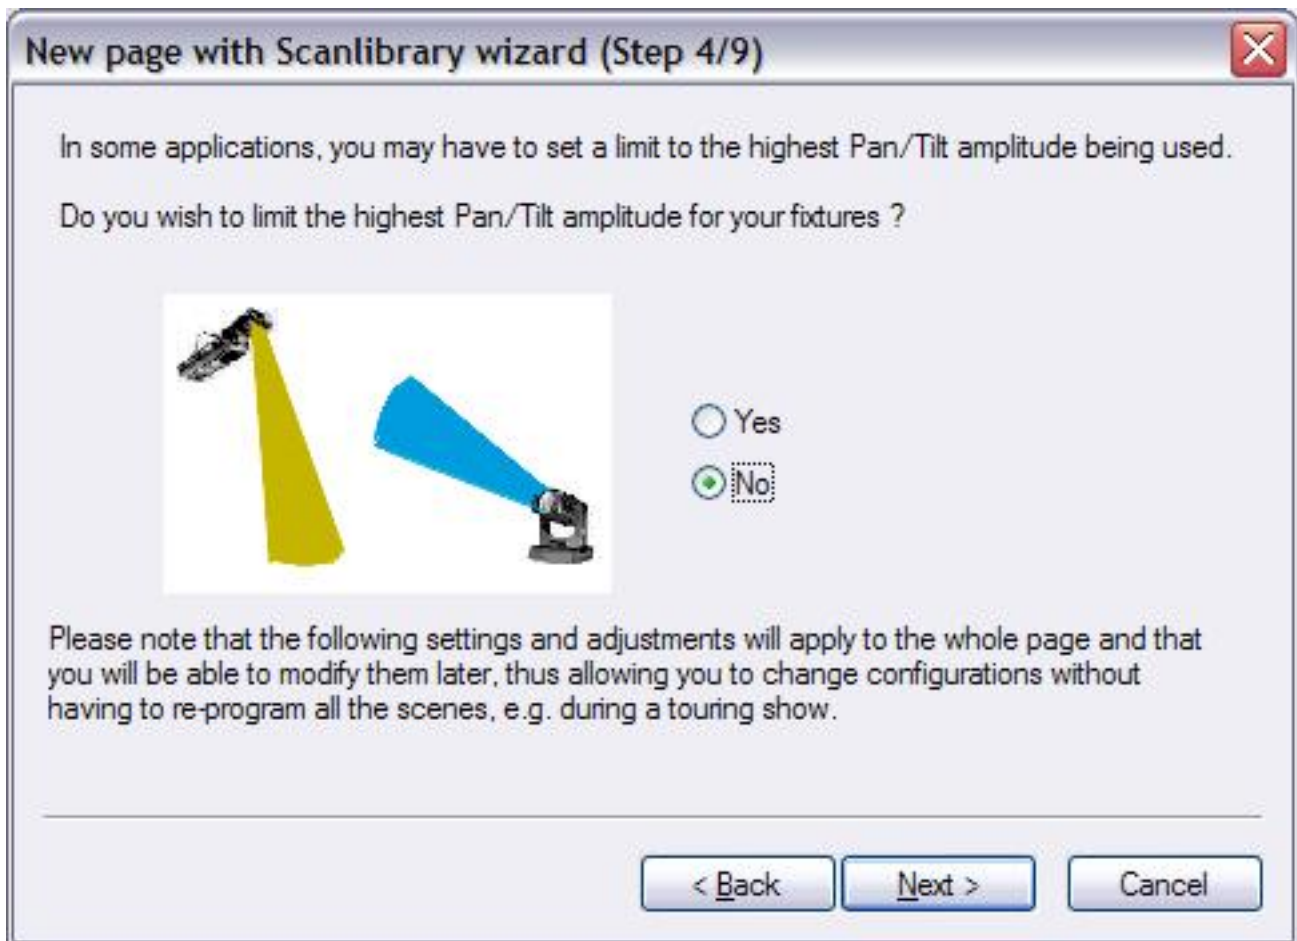 New page with Scanlibrary wizard (Step 4/9)
In some applications, you may have to set a limit to the highest Pan/Tilt amplitude being used.
Do you wish to limit the highest Pan/Tilt amplitude for your fixtures ?
Yes
No
Please note that the following settings and adjustments will apply to the whole page and that
you will be able to modify them later, thus allowing you to change configurations without
having to re-program all the scenes, e.g. during a touring show.
< Back
Next >
Cancel